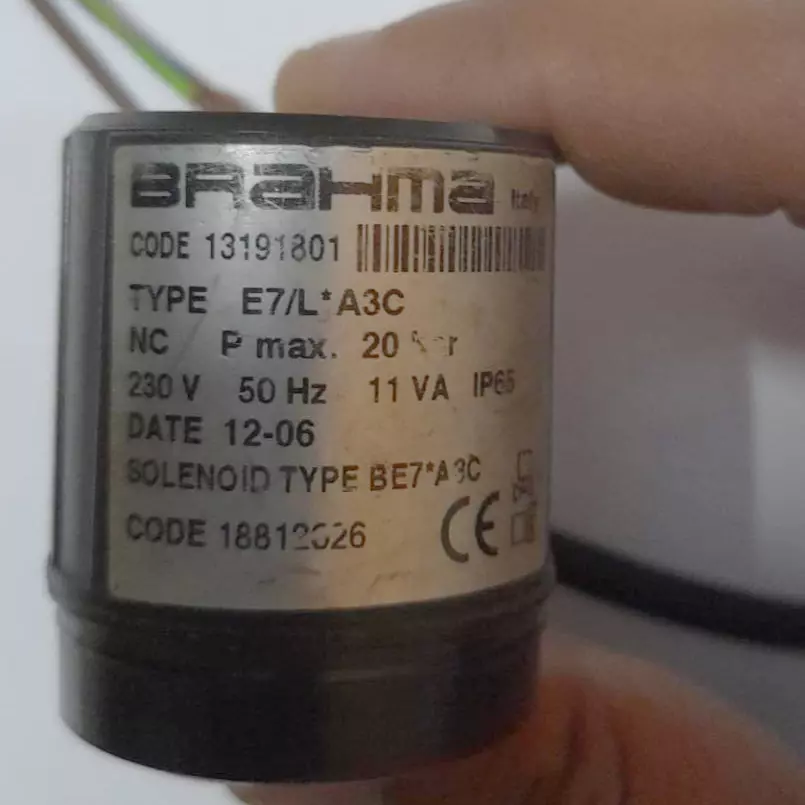 BRAHMA Italy
CODE 13191801
TYPE E7/L*A3C
NC P max. 20
230 V 50 Hz 11 VA IP65
DATE 12-06
SOLENOID TYPE BE7*A3C
CODE CE